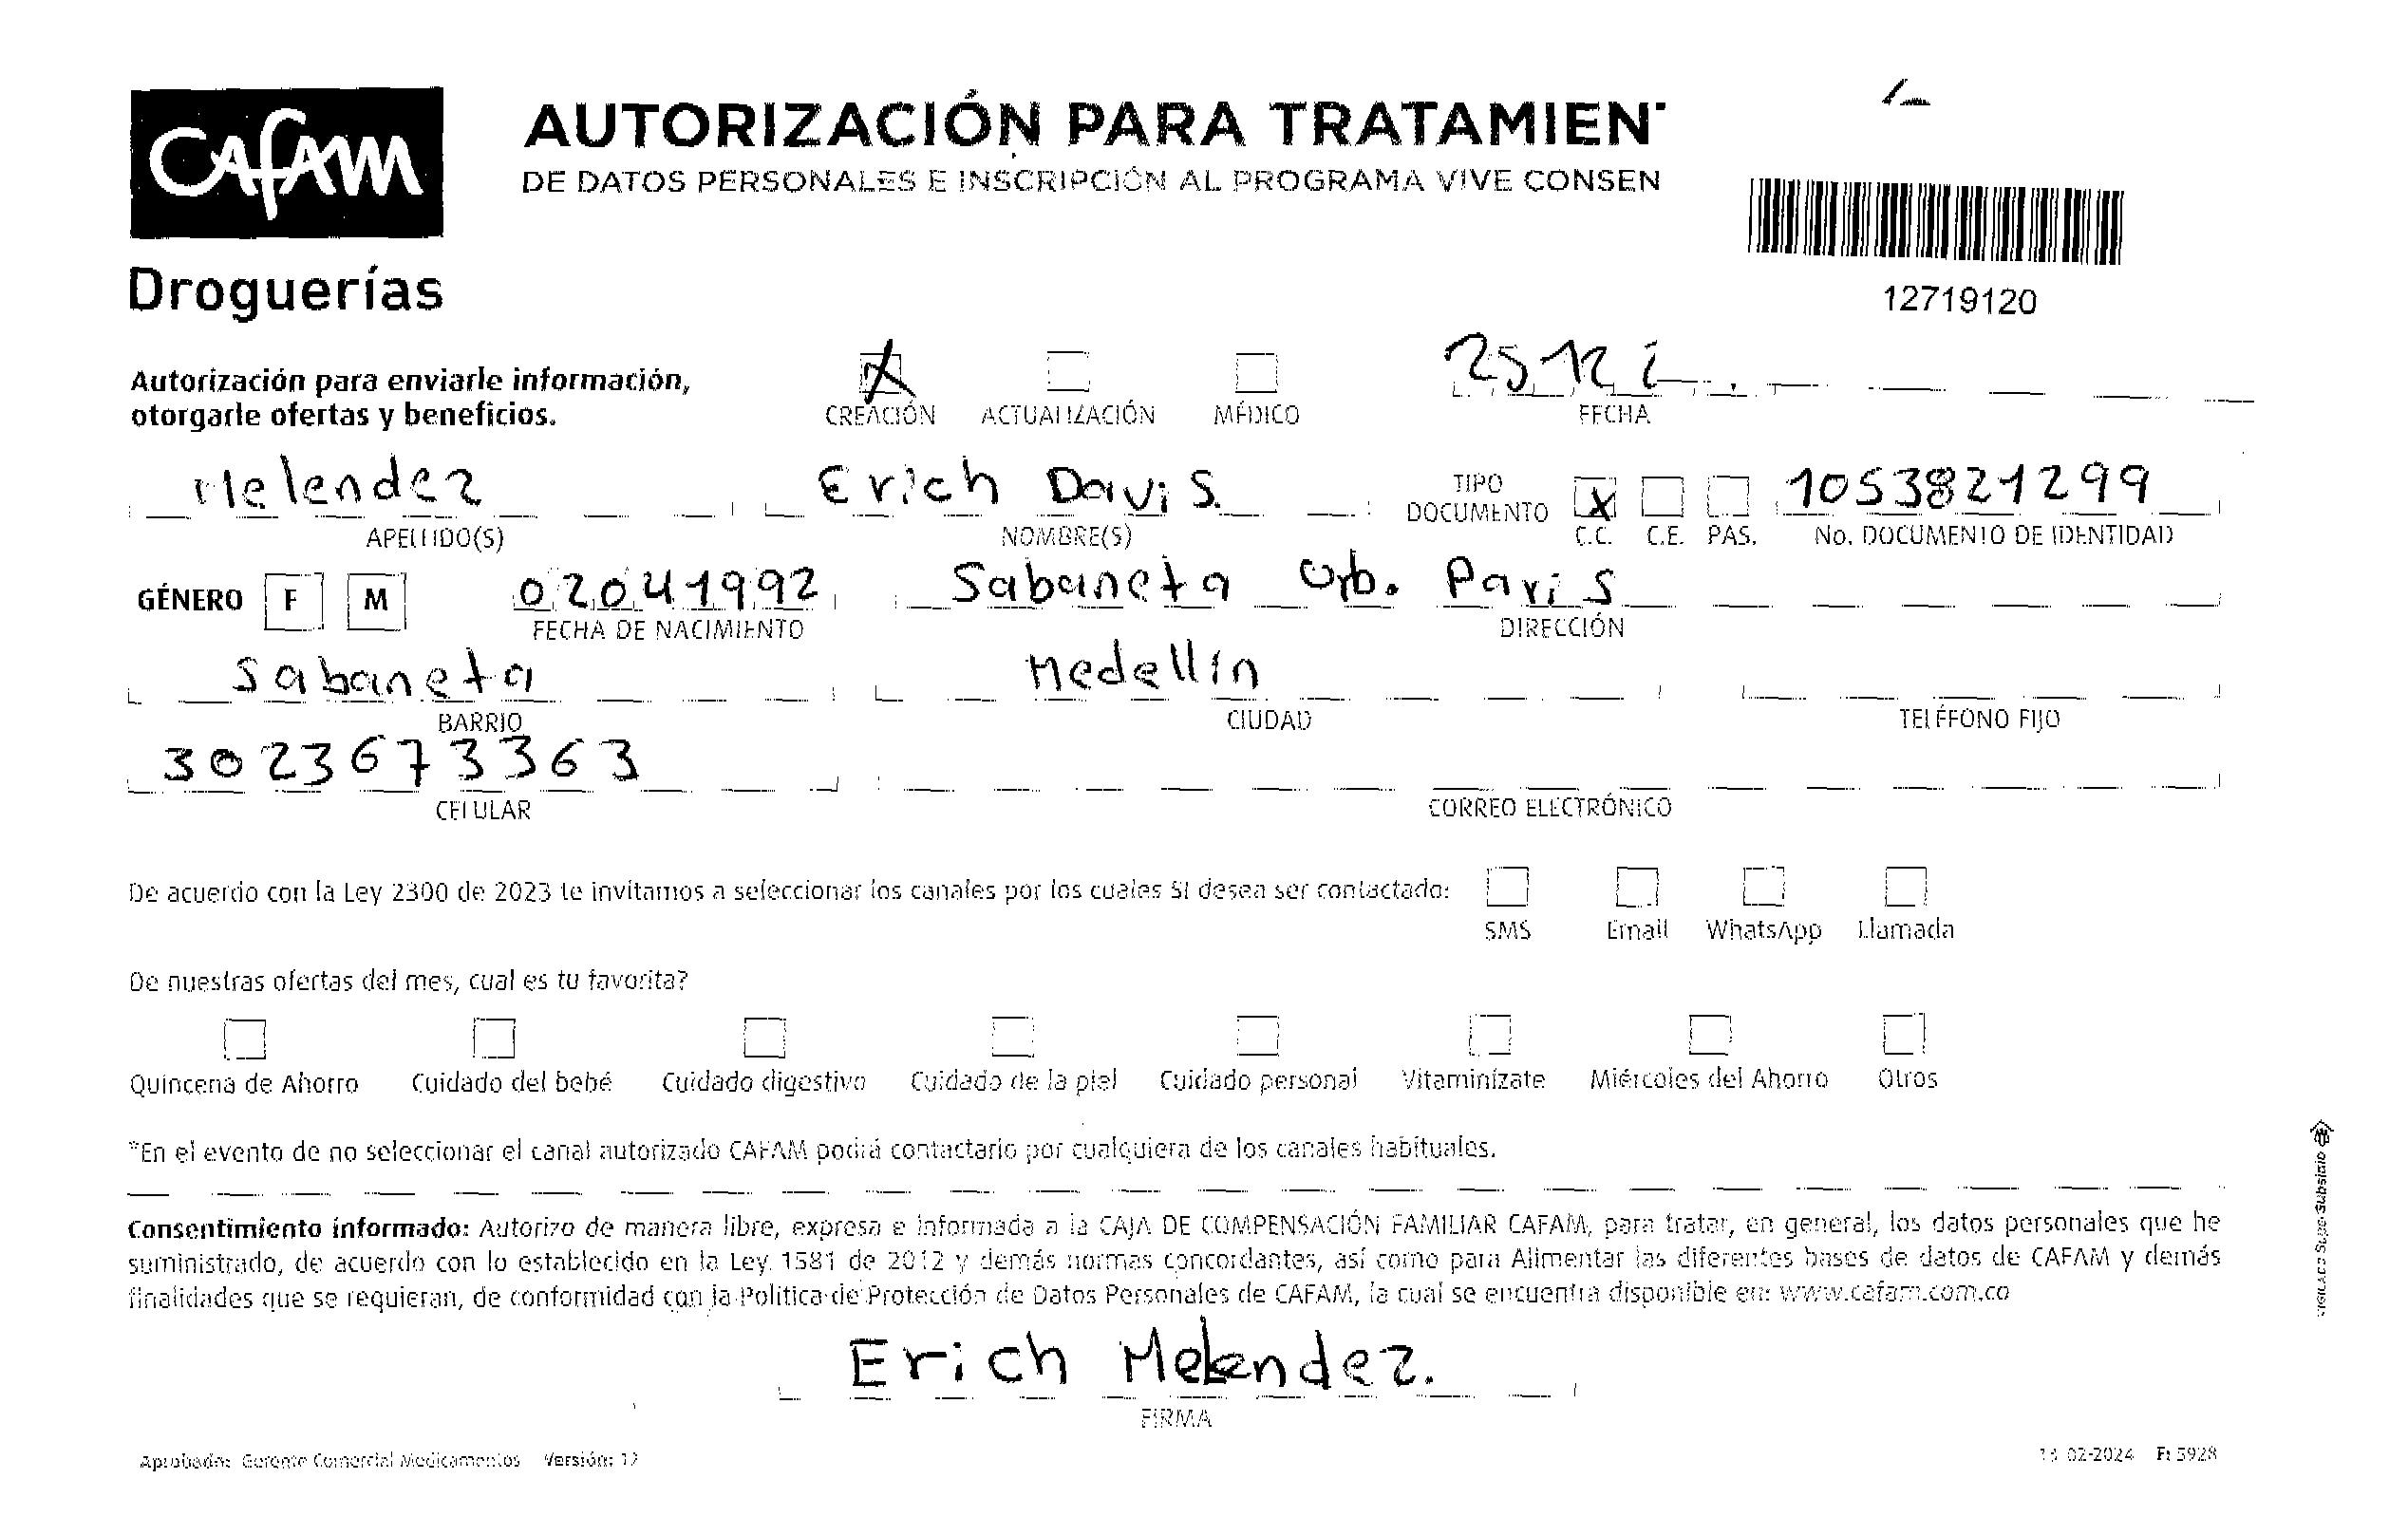 CAFAM
Droguerías
AUTORIZACIÓN PARA TRATAMIEN
DE DATOS PERSONALES E INSCRIPCIÓN AL PROGRAMA VIVE CONSEN
12719120
Autorización para enviarle información,
otorgarle ofertas y beneficios.
CREACIÓN ACTUALIZACIÓN MÉDICO 2512 FECHA
Melendez Erich Davis. TIPO DOCUMENTO X 1053821299
APELLIDO(S) NOMBRE(S) C.C. C.E. PAS. No. DOCUMENTO DE IDENTIDAD
GÉNERO F M 02041992 Sabaneta Urb. Paris
FECHA DE NACIMIENTO DIRECCIÓN
Sabaneta Medellín
BARRIO CIUDAD TELÉFONO FIJO
3023673363
CELULAR CORREO ELECTRÓNICO
De acuerdo con la Ley 2300 de 2023 te invitamos a seleccionar los canales por los cuales SI desea ser contactado:
SMS Email WhatsApp Llamada
De nuestras ofertas del mes, cual es tu favorita?
Quincena de Ahorro Cuidado del bebé Cuidado digestivo Cuidado de la piel Cuidado personal Vitaminízate Miércoles del Ahorro Otros
*En el evento de no seleccionar el canal autorizado CAFAM podrá contactarlo por cualquiera de los canales habituales.
Consentimiento informado: Autorizo de manera libre, expresa e informada a la CAJA DE COMPENSACIÓN FAMILIAR CAFAM, para tratar, en general, los datos personales que he
suministrado, de acuerdo con lo establecido en la Ley 1581 de 2012 y demás normas concordantes, así como para Alimentar las diferentes bases de datos de CAFAM y demás
finalidades que se requieran, de conformidad con la Política de Protección de Datos Personales de CAFAM, la cual se encuentra disponible en: www.cafam.com.co
Erich Melendez.
FIRMA
Aprobado: Gerente Comercial Medicamentos Versión: 12
02-2024 F: 5928
VIGILADO SuperSubsidio